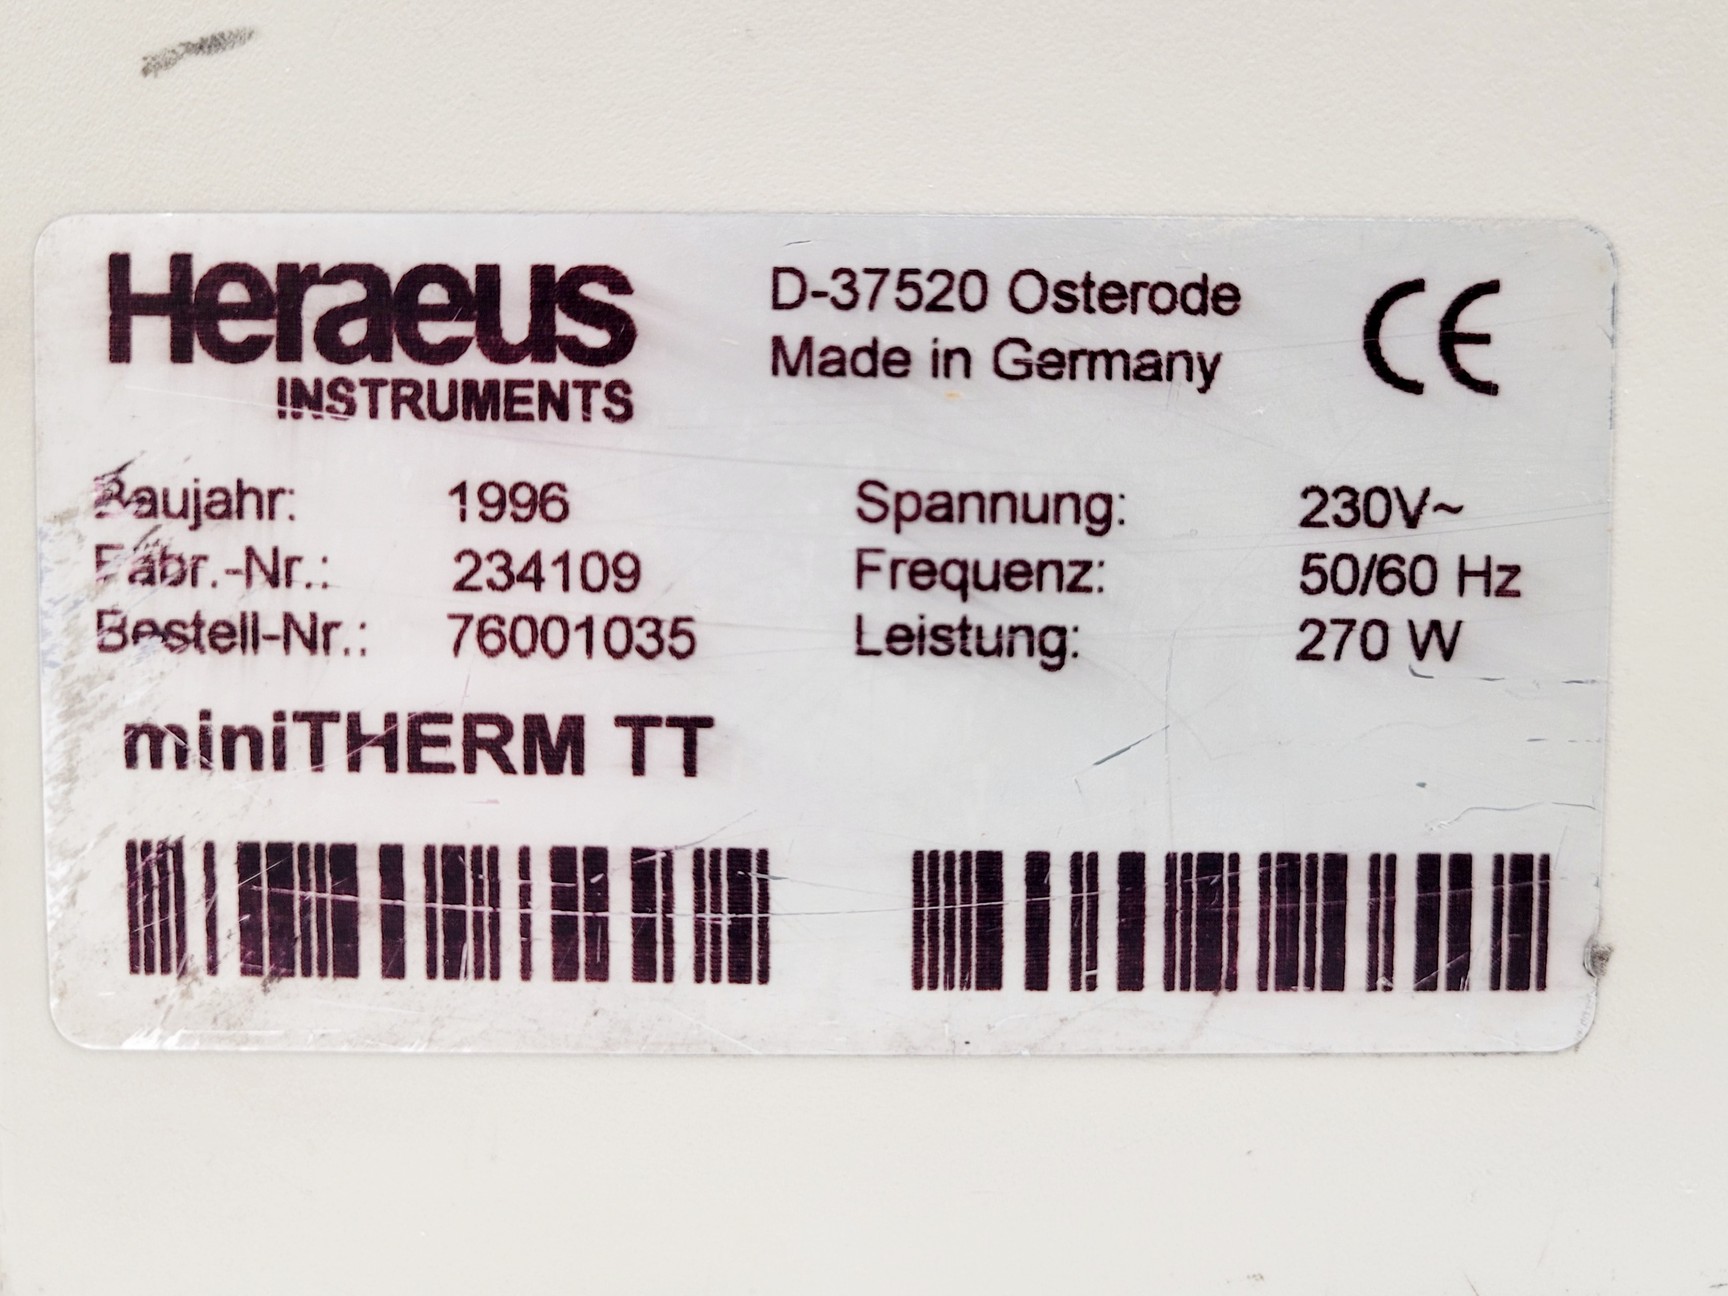 Heraeus
INSTRUMENTS
D-37520 Osterode
Made in Germany
CE
Baujahr: 1996
Fabr.-Nr.: 234109
Bestell-Nr.: 76001035
Spannung: 230V~
Frequenz: 50/60 Hz
Leistung: 270 W
miniTHERM TT